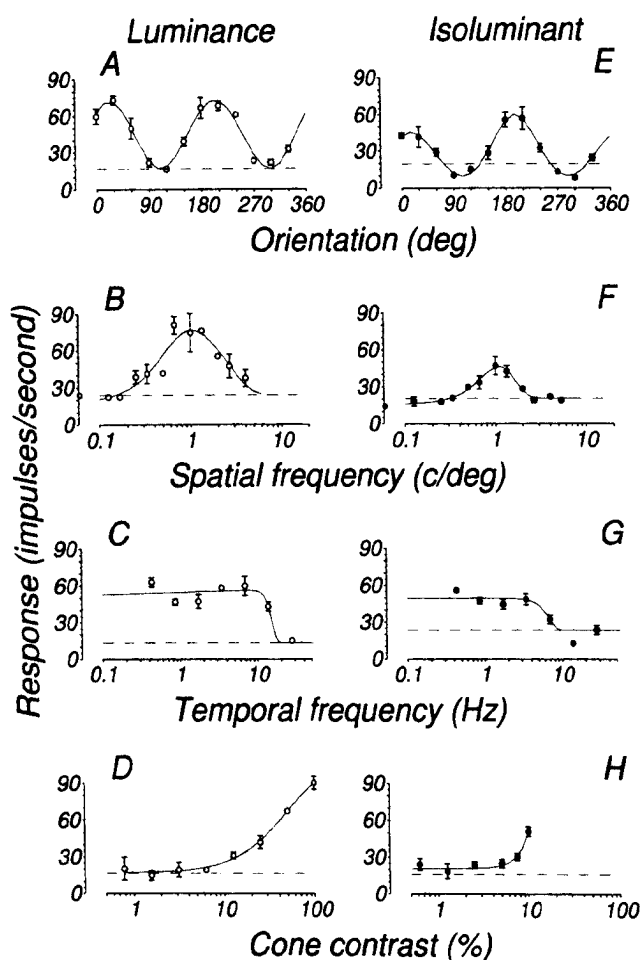 Luminance Isoluminant
A E
90 90
60 60
30 30
0 0
0 90 180 270 360 0 90 180 270 360
Orientation (deg)
B F
90 90
60 60
30 30
0 0
0.1 1 10 0.1 1 10
Spatial frequency (c/deg)
Response (impulses/second)
C G
90 90
60 60
30 30
0 0
0.1 1 10 0.1 1 10 100
Temporal frequency (Hz)
D H
90 90
60 60
30 30
0 0
1 10 100 1 10 100
Cone contrast (%)